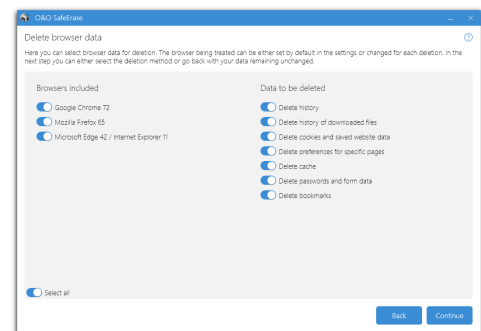 O&O SafeErase
Delete browser data
Here you can select browser data for deletion. The browser being treated can be either set by default in the settings or changed for each deletion. In the
next step you can either select the deletion method or go back with your data remaining unchanged.
Browsers included
Google Chrome 72
Mozilla Firefox 65
Microsoft Edge 42 / Internet Explorer 11
Data to be deleted
Delete history
Delete history of downloaded files
Delete cookies and saved website data
Delete preferences for specific pages
Delete cache
Delete passwords and form data
Delete bookmarks
Select all
Back
Continue